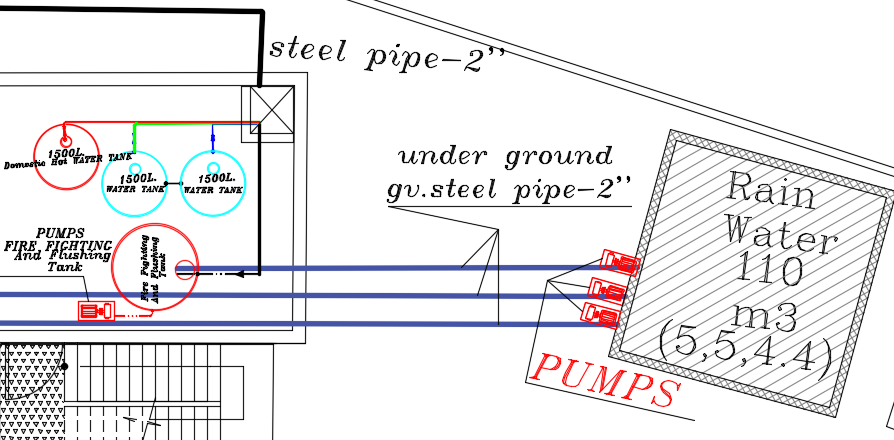 steel pipe-2"
under ground
gv.steel pipe-2"
1500L.
Domestic Hot WATER TANK
1500L.
WATER TANK
1500L.
WATER TANK
PUMPS
FIRE FIGHTING
And Flushing
Tank
Fire Fighting
And Flushing
Tank
Rain
Water
110
m3
(5,5,4.4)
PUMPS